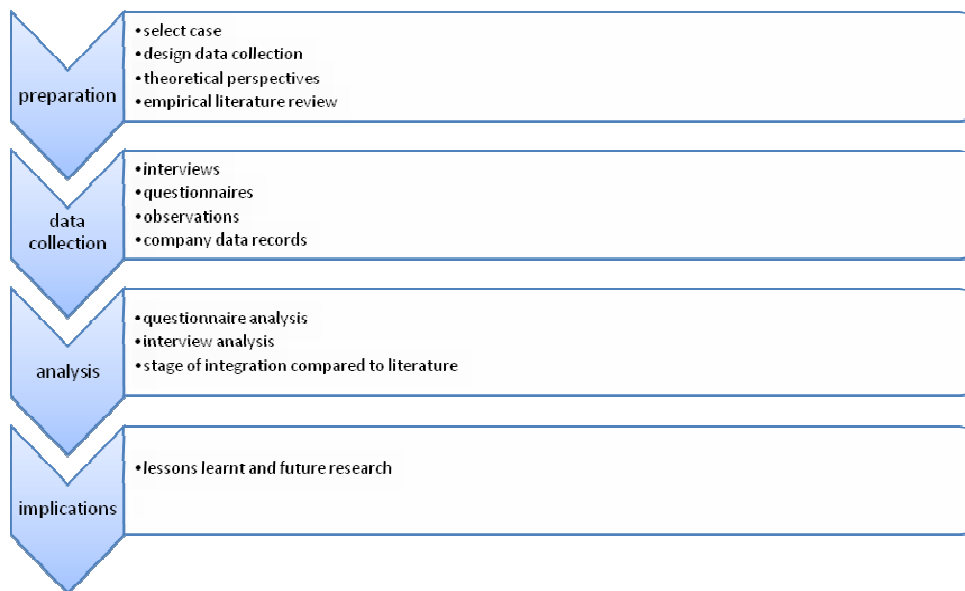 preparation
•select case
•design data collection
•theoretical perspectives
•empirical literature review
data
collection
•interviews
•questionnaires
•observations
•company data records
analysis
•questionnaire analysis
•interview analysis
•stage of integration compared to literature
implications
•lessons learnt and future research